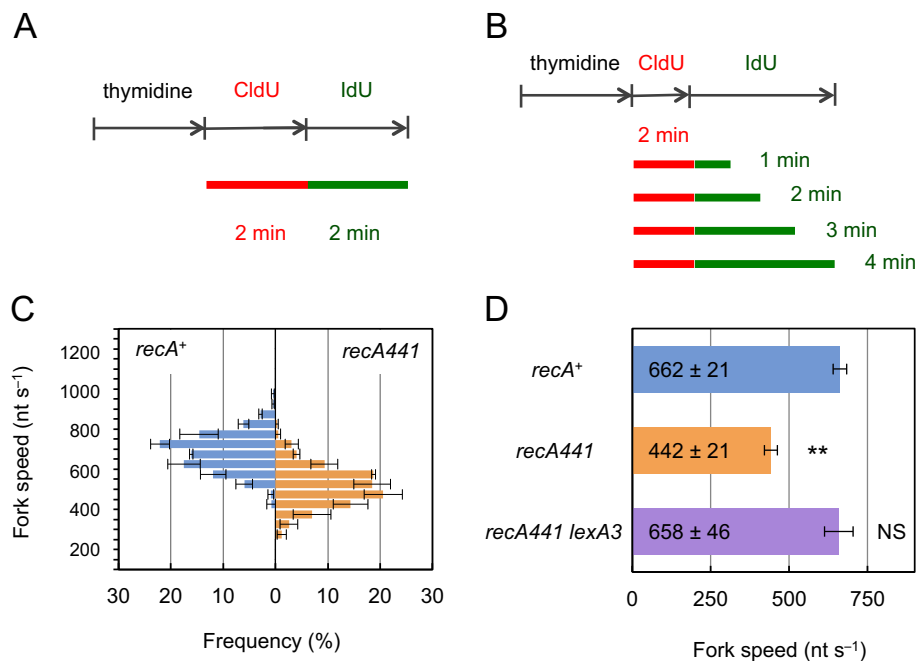 A
thymidine CldU IdU
2 min 2 min
B
thymidine CldU IdU
2 min
1 min
2 min
3 min
4 min
C
recA⁺ recA441
Fork speed (nt s⁻¹)
1200
1000
800
600
400
200
30 20 10 0 10 20 30
Frequency (%)
D
recA⁺ 662 ± 21
recA441 442 ± 21 **
recA441 lexA3 658 ± 46 NS
0 250 500 750
Fork speed (nt s⁻¹)